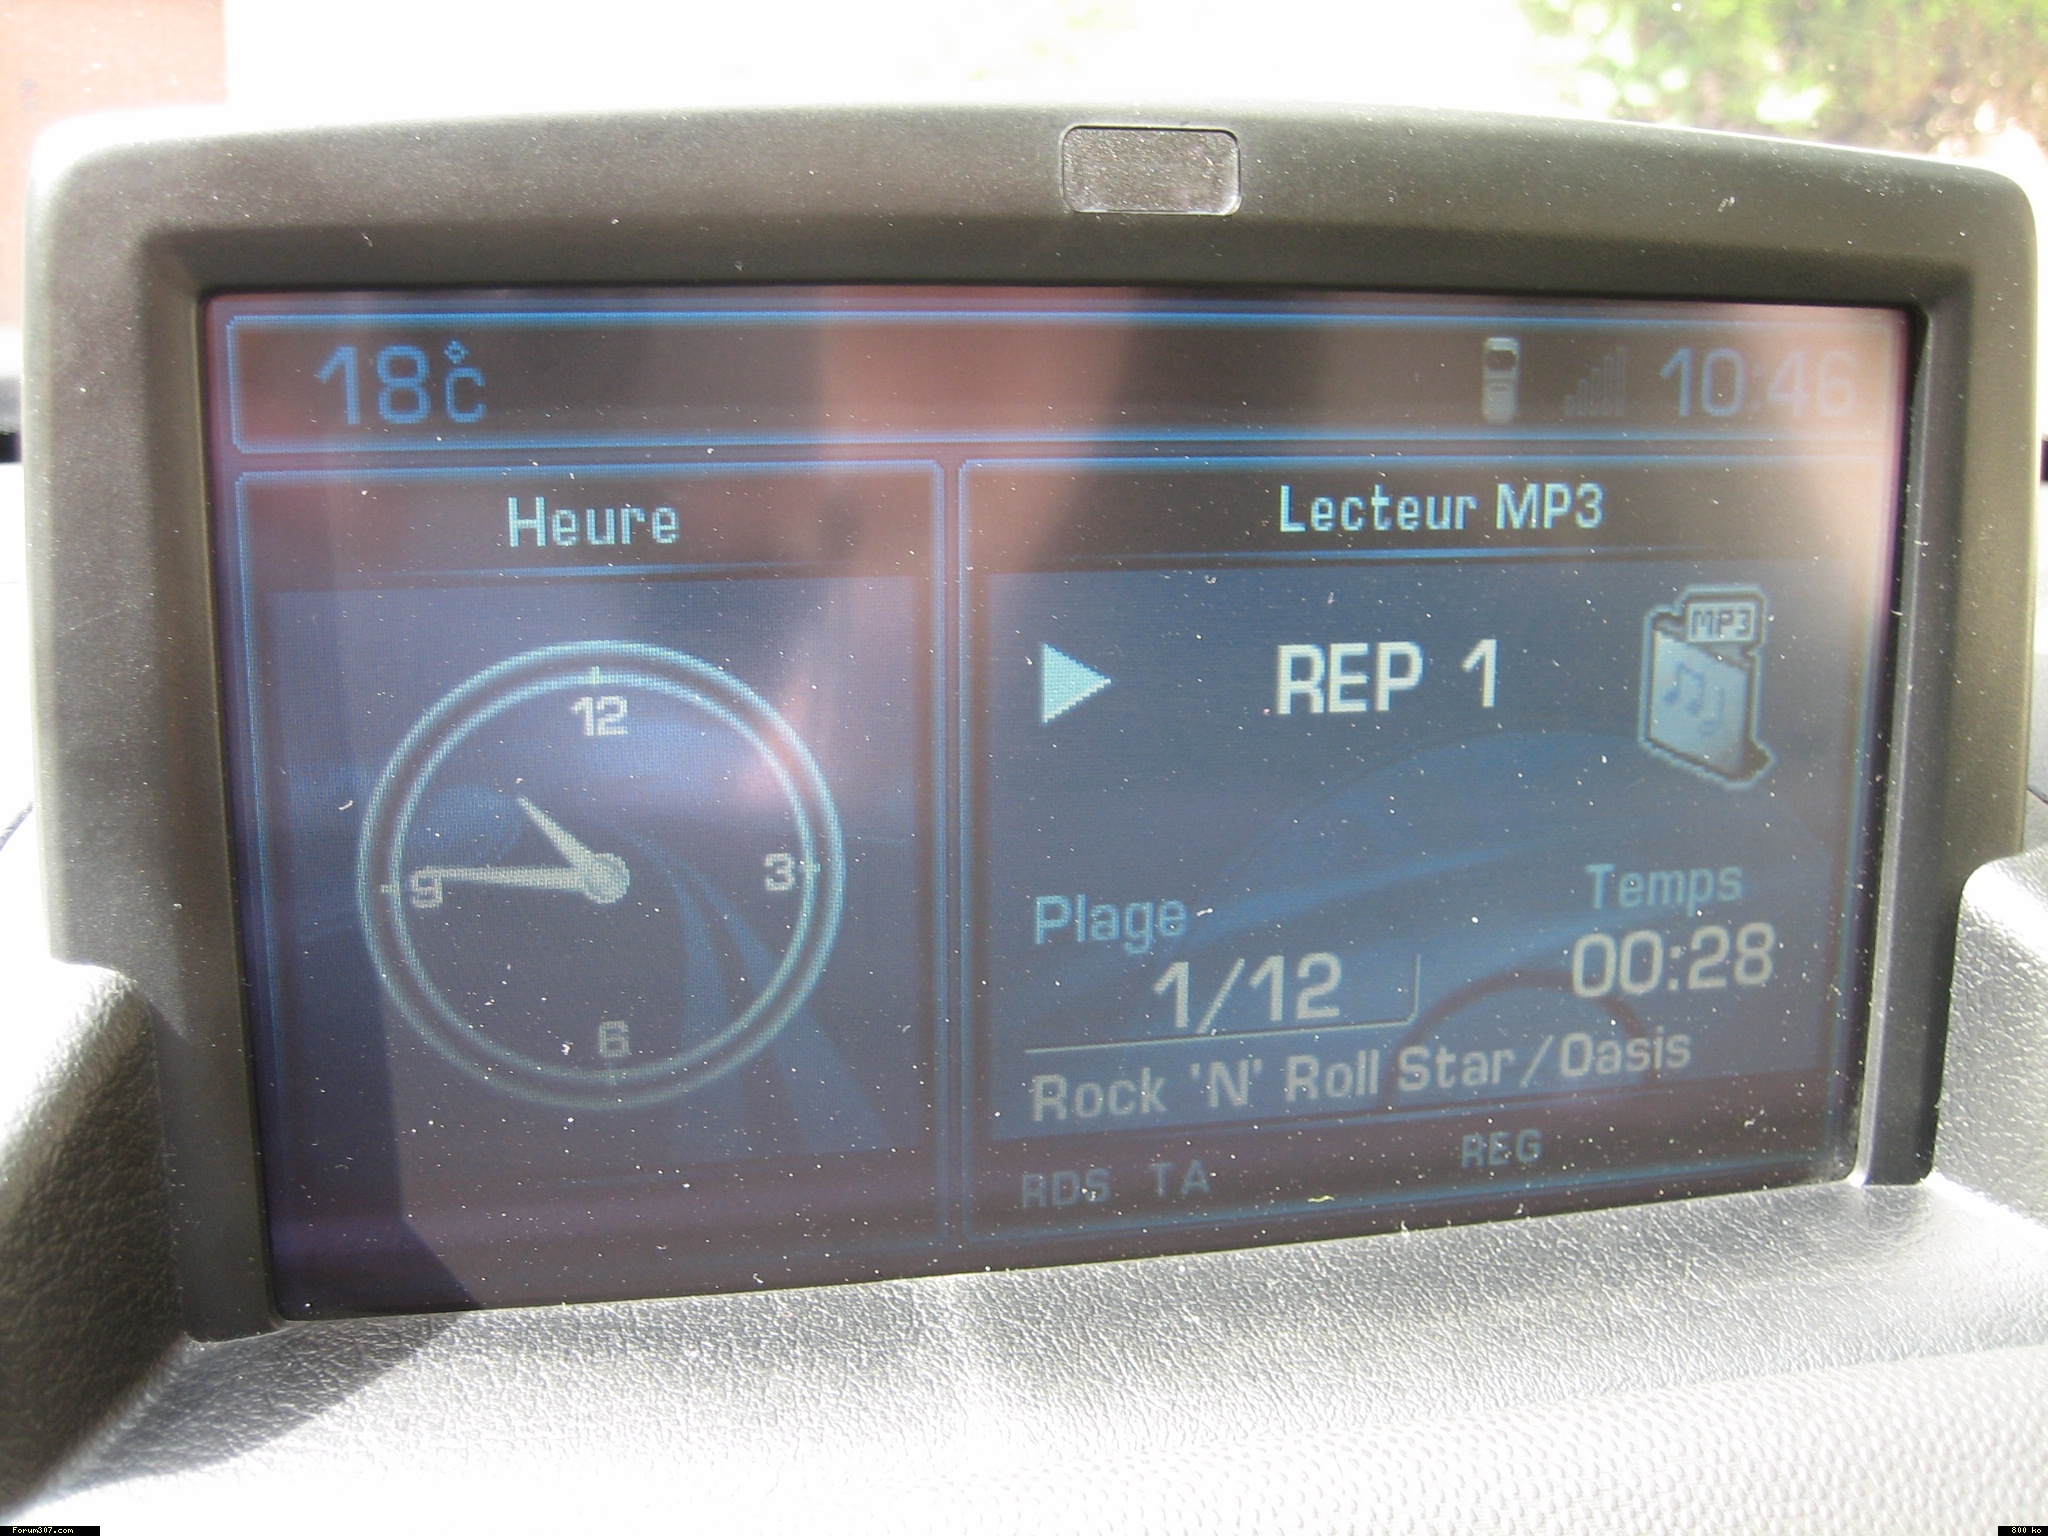 18°C
10:46
Heure
12
3
6
9
Lecteur MP3
MP3
REP 1
Plage
1/12
Temps
00:28
Rock 'N' Roll Star/Oasis
RDS TA
REG
Forum307.com
800 ko